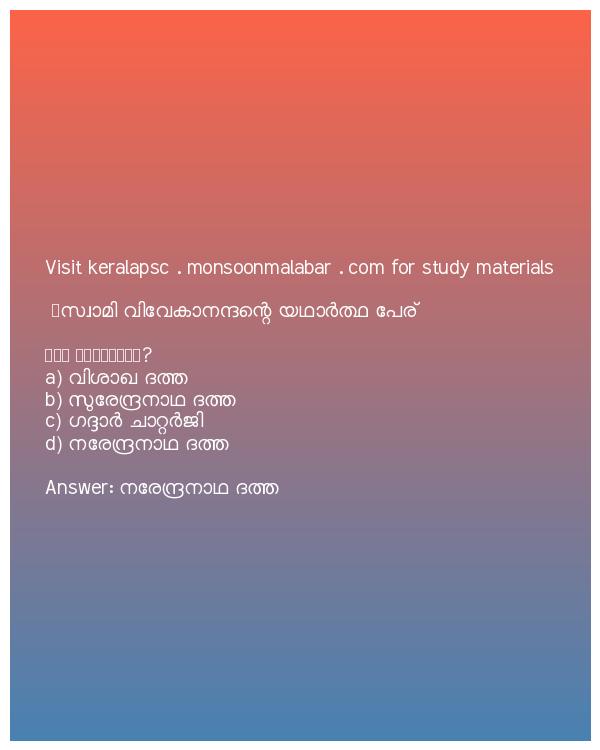 Visit keralapsc . monsoonmalabar . com for study materials
സ്വാമി വിവേകാനന്ദന്റെ യഥാർത്ഥ പേര്
?
a) വിശാഖ ദത്ത
b) സുരേന്ദ്രനാഥ ദത്ത
c) ഗദ്ദാർ ചാറ്റർജി
d) നരേന്ദ്രനാഥ ദത്ത
Answer: നരേന്ദ്രനാഥ ദത്ത